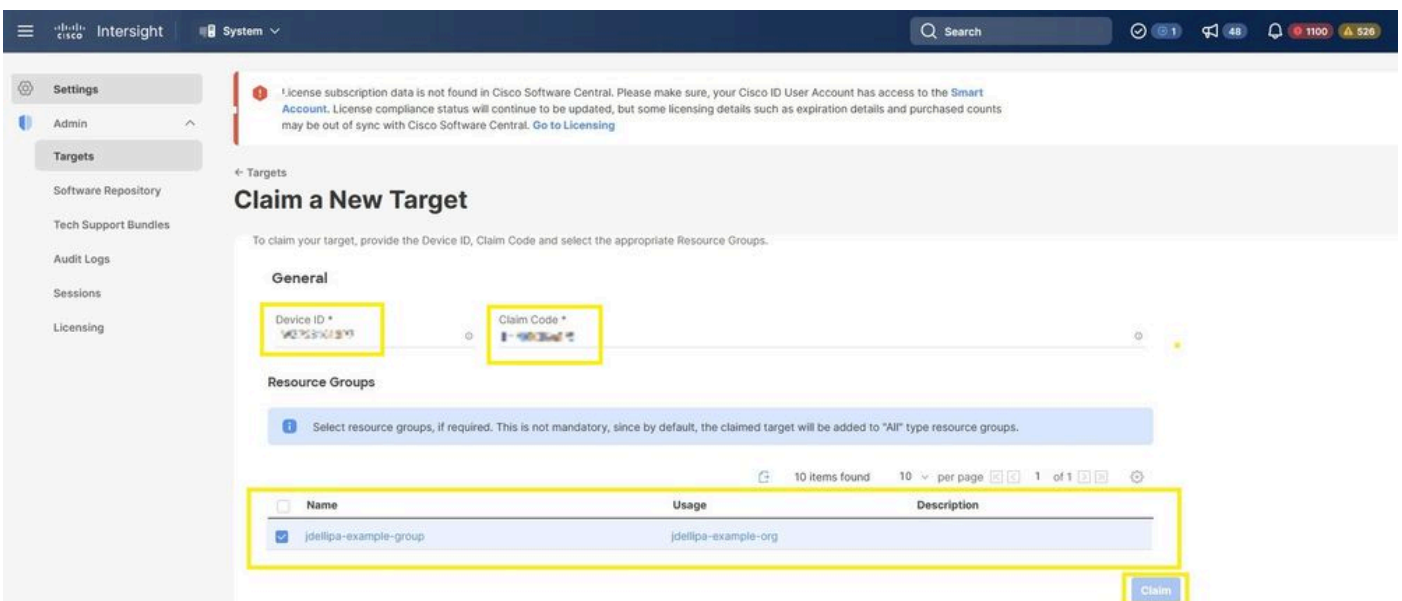 cisco Intersight System Search 1 48 1100 526
Settings
Admin
Targets
Software Repository
Tech Support Bundles
Audit Logs
Sessions
Licensing
License subscription data is not found in Cisco Software Central. Please make sure, your Cisco ID User Account has access to the Smart
Account. License compliance status will continue to be updated, but some licensing details such as expiration details and purchased counts
may be out of sync with Cisco Software Central. Go to Licensing
← Targets
Claim a New Target
To claim your target, provide the Device ID, Claim Code and select the appropriate Resource Groups.
General
Device ID * Claim Code *
Resource Groups
Select resource groups, if required. This is not mandatory, since by default, the claimed target will be added to "All" type resource groups.
10 items found 10 per page 1 of 1
Name Usage Description
jdellipa-example-group jdellipa-example-org
Claim